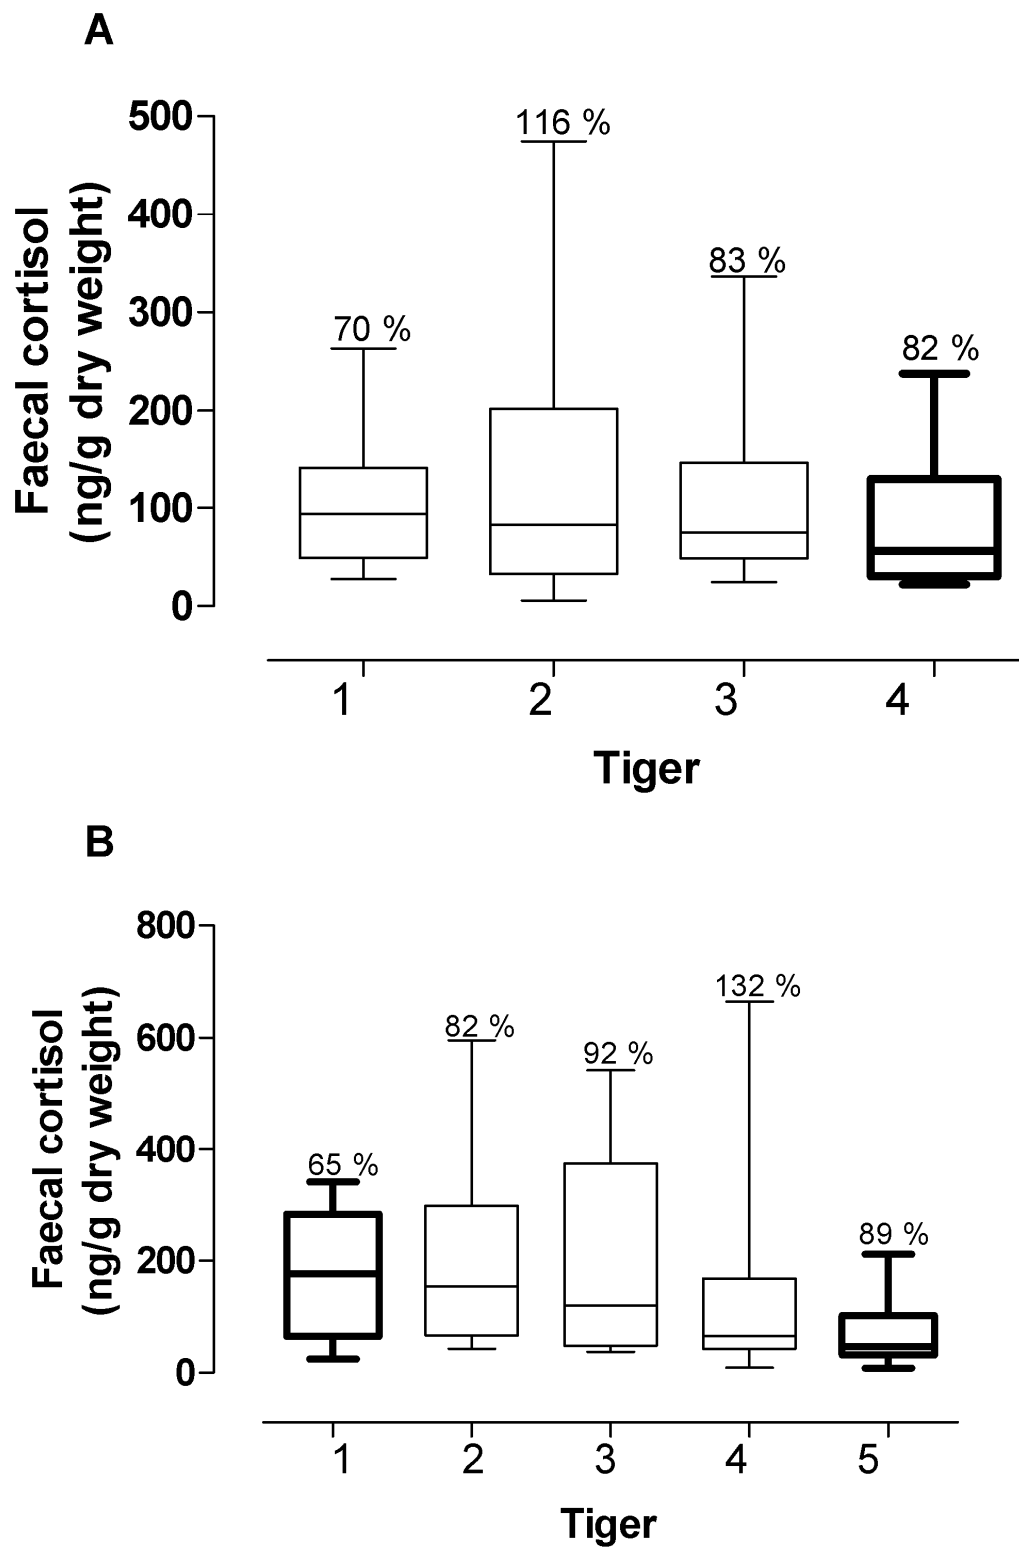 A
500
400
300
200
100
0
Faecal cortisol
(ng/g dry weight)
70 %
116 %
83 %
82 %
1 2 3 4
Tiger
B
800
600
400
200
0
Faecal cortisol
(ng/g dry weight)
65 %
82 %
92 %
132 %
89 %
1 2 3 4 5
Tiger